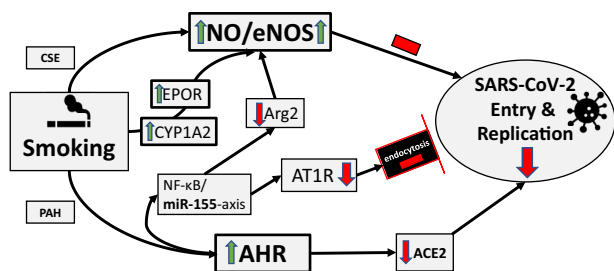 CSE
NO/eNOS
EPOR
CYP1A2
Smoking
Arg2
SARS-CoV-2
Entry &
Replication
endocytosis
NF-κB/
miR-155-axis
AT1R
PAH
AHR
ACE2